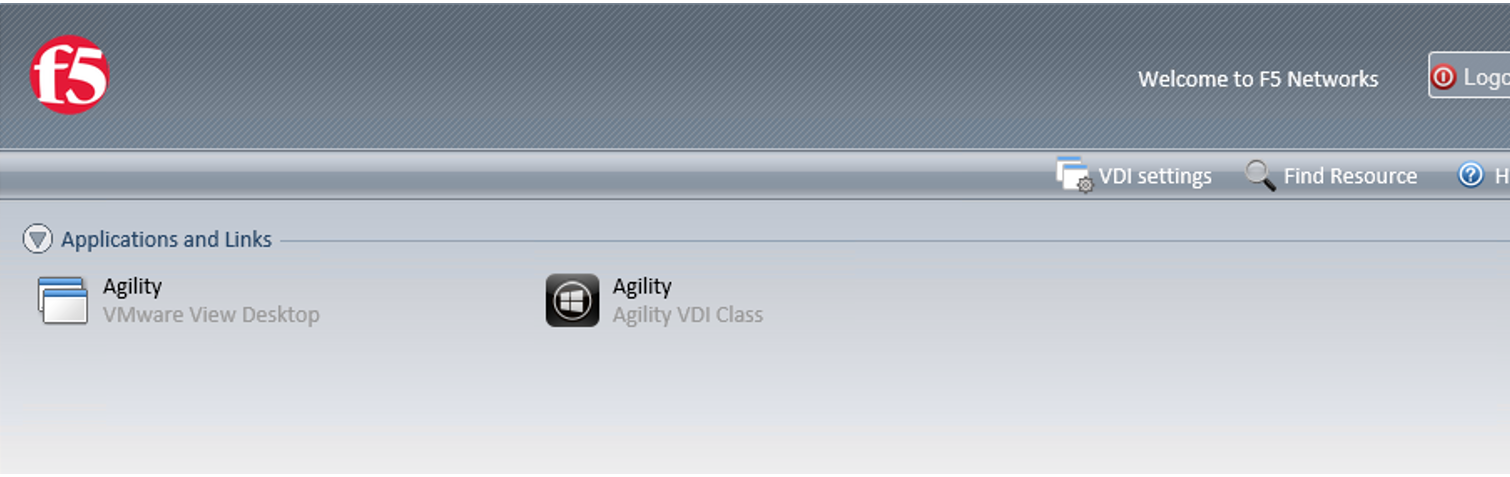 f5
Welcome to F5 Networks
VDI settings
Find Resource
Applications and Links
Agility
VMware View Desktop
Agility
Agility VDI Class